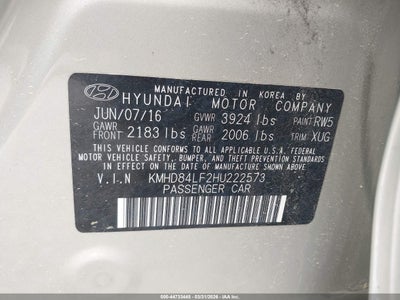 MANUFACTURED IN KOREA BY
HYUNDAI MOTOR COMPANY
JUN/07/16 GVWR 3924 lbs PAINT RW5
GAWR FRONT 2183 lbs GAWR REAR 2006 lbs TRIM XUG
THIS VEHICLE CONFORMS TO ALL APPLICABLE U.S.A. FEDERAL
MOTOR VEHICLE SAFETY, BUMPER, AND THEFT PREVENTION
STANDARDS IN EFFECT ON THE DATE OF MANUFACTURE SHOWN ABOVE.
V.I.N KMHD84LF2HU222573
PASSENGER CAR